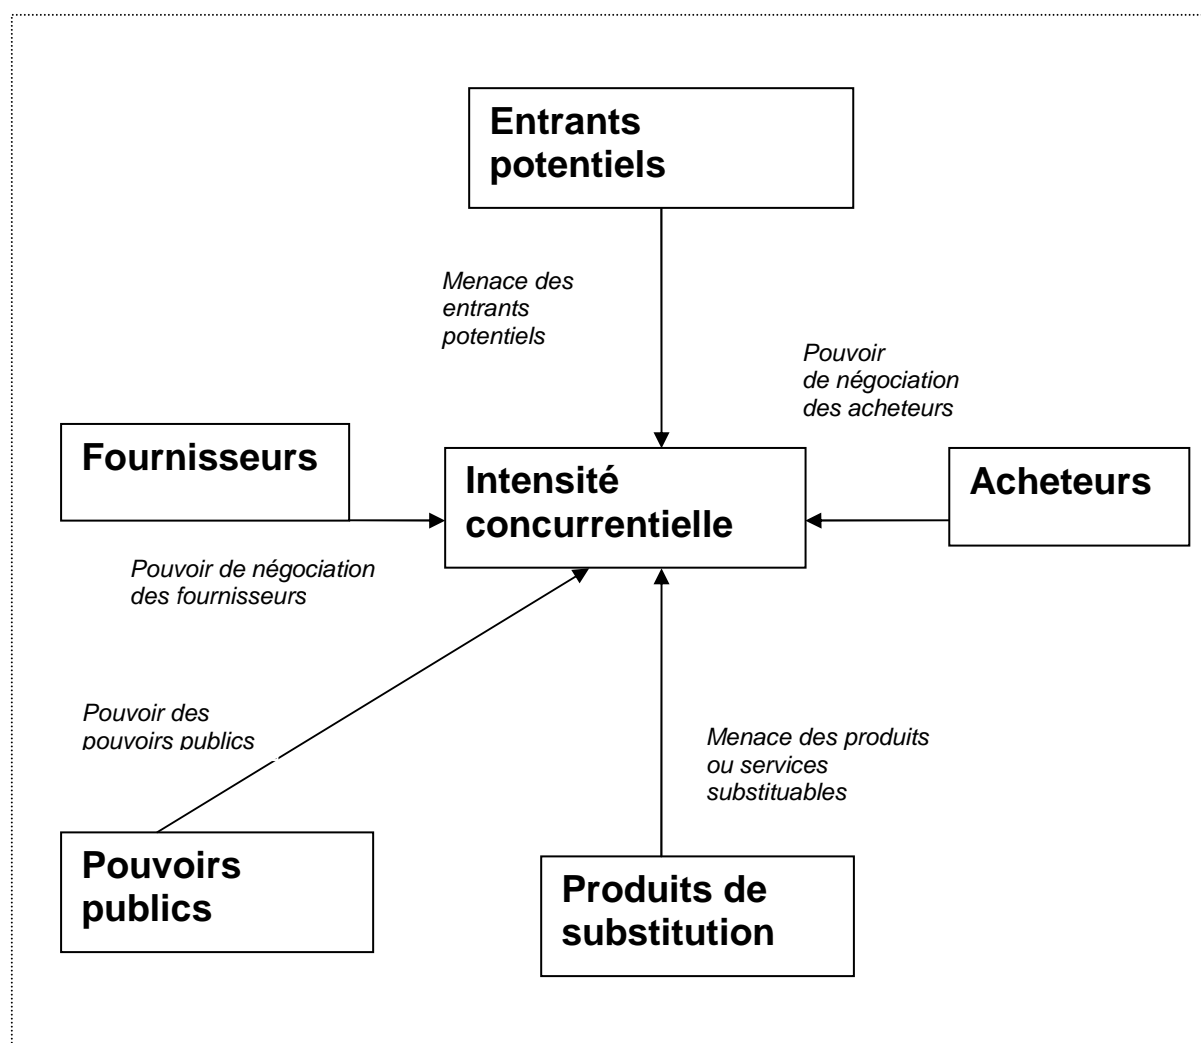 Entrants
potentiels
Menace des
entrants
potentiels
Pouvoir
de négociation
des acheteurs
Fournisseurs
Intensité
concurrentielle
Acheteurs
Pouvoir de négociation
des fournisseurs
Pouvoir des
pouvoirs publics
Menace des produits
ou services
substituables
Pouvoirs
publics
Produits de
substitution